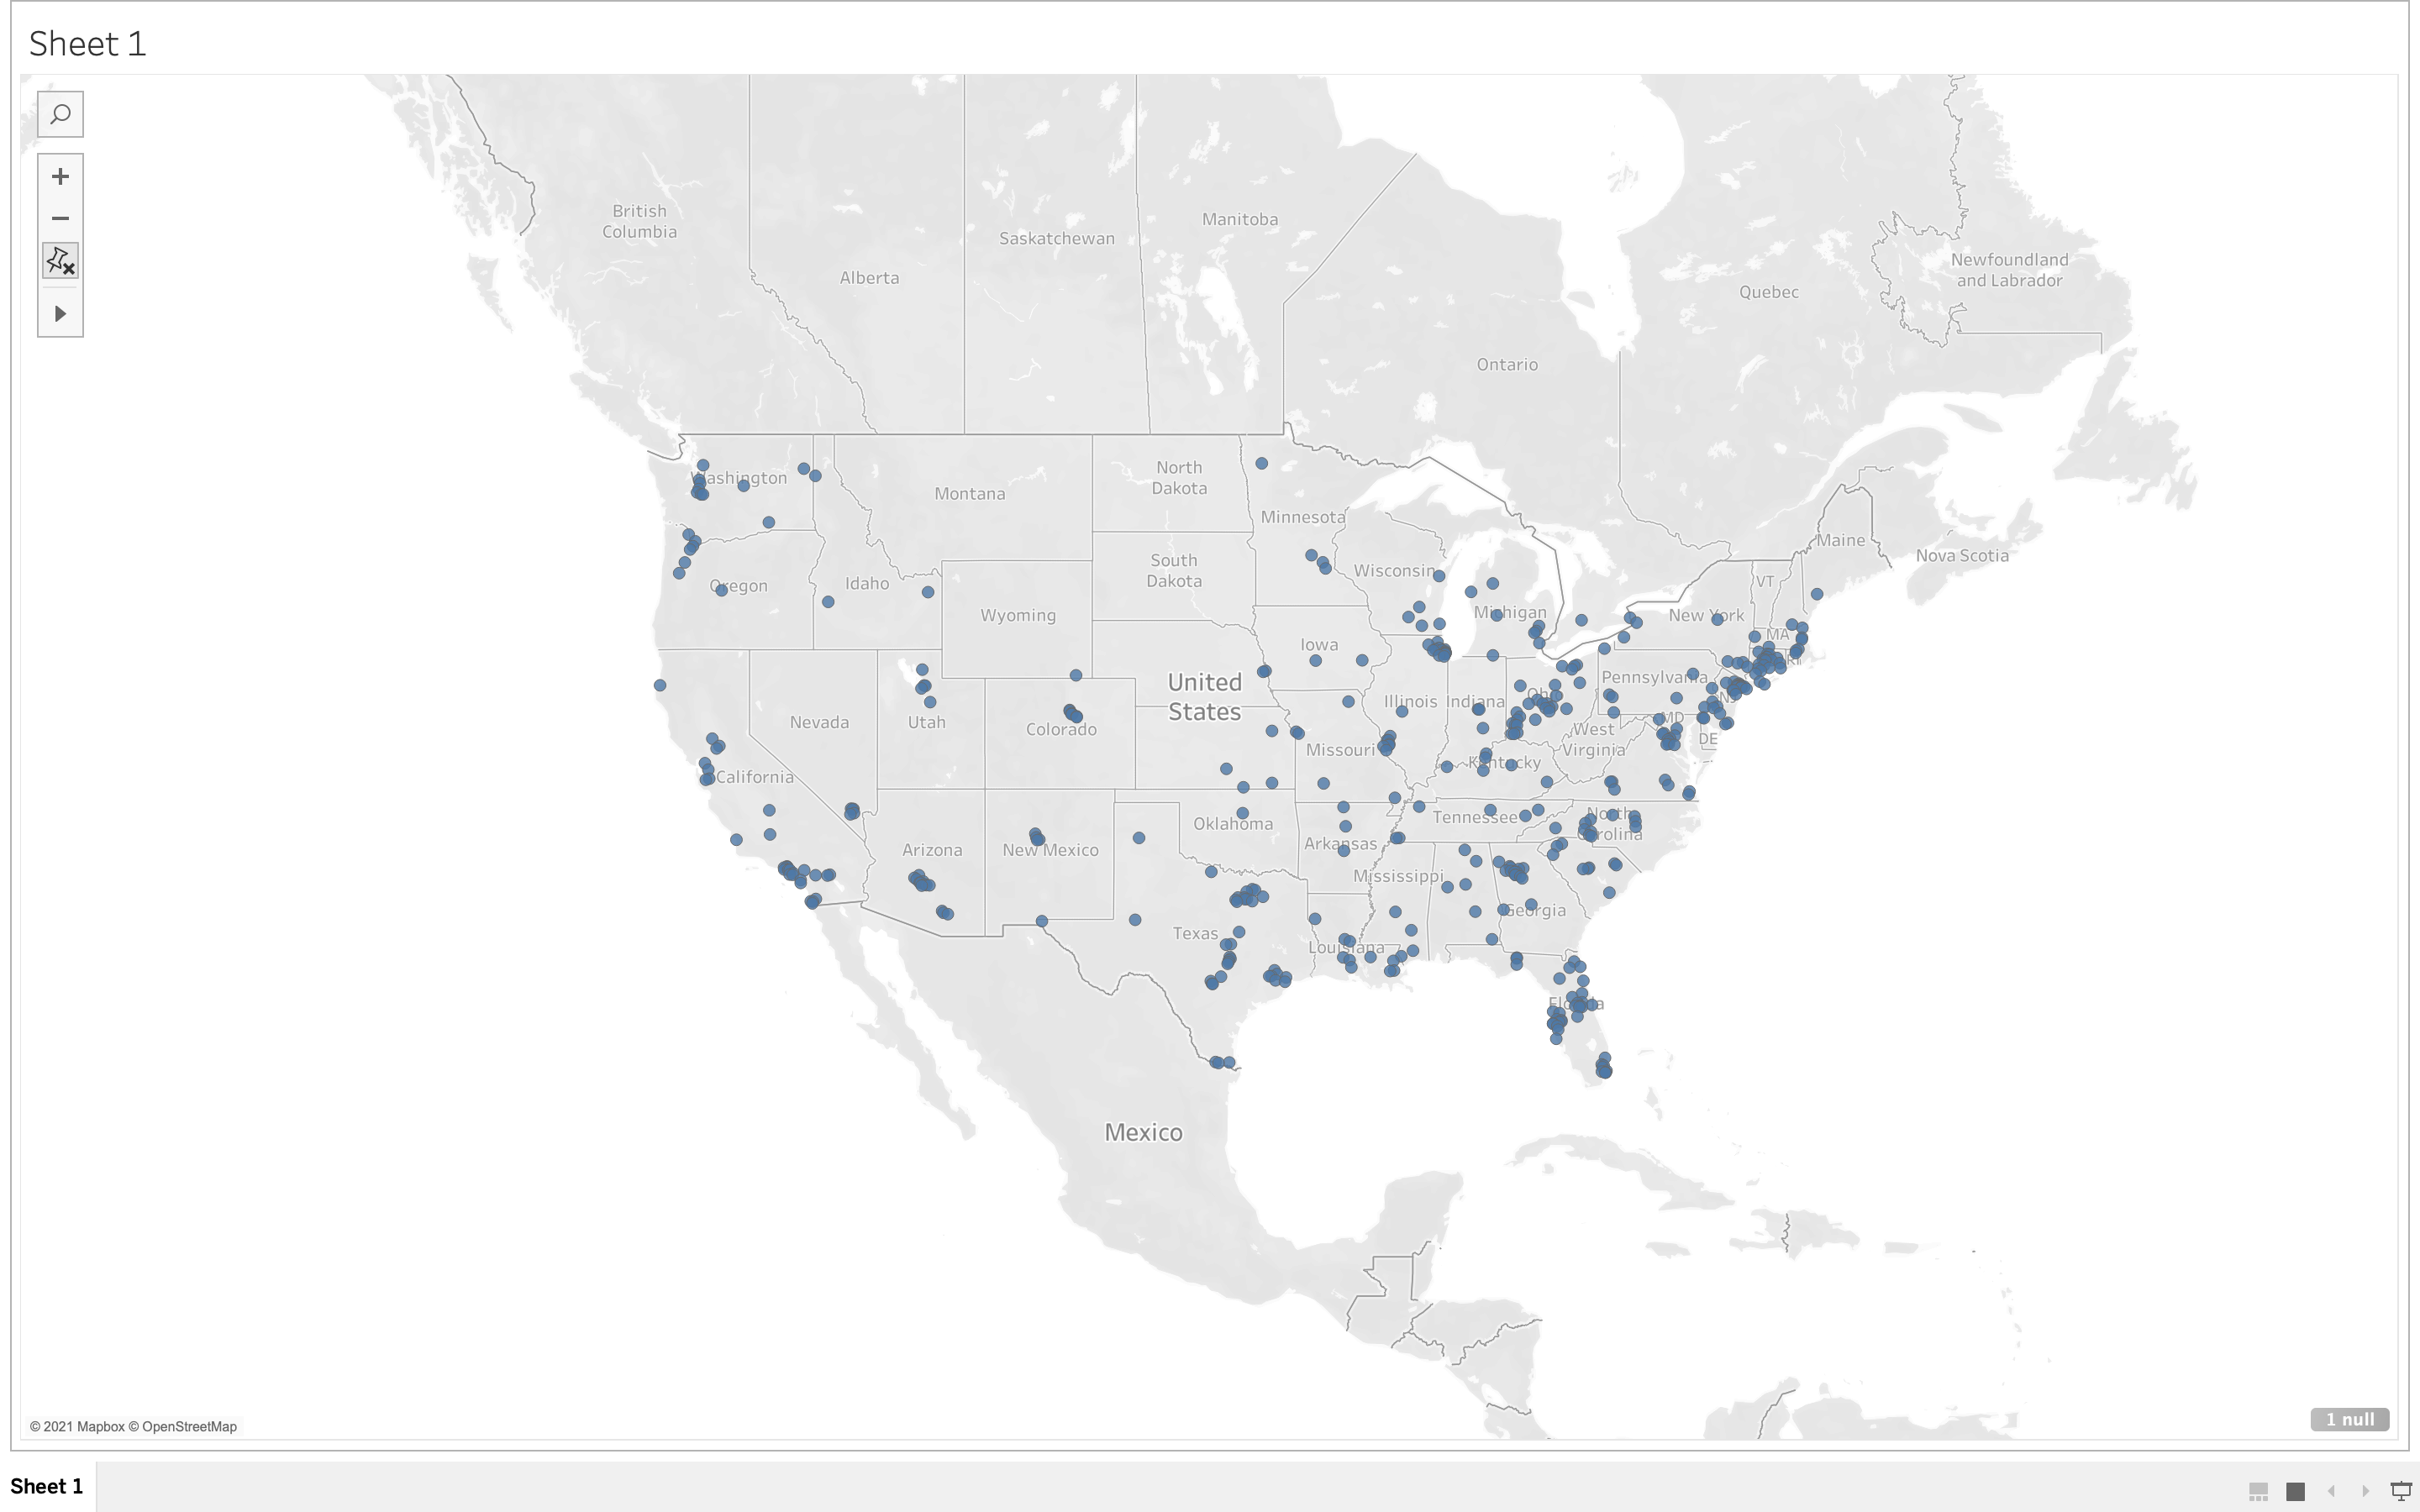 Sheet 1
British
Columbia
Alberta
Saskatchewan
Manitoba
Ontario
Quebec
Newfoundland
and Labrador
Nova Scotia
Maine
Washington
Montana
North
Dakota
Minnesota
Oregon
Idaho
Wyoming
South
Dakota
Wisconsin
Michigan
New York
VT
MA
RI
Iowa
United
States
Nevada
Utah
Colorado
Illinois
Indiana
Pennsylvania
MD
DE
West
Virginia
Missouri
Kentucky
California
Arizona
New Mexico
Oklahoma
Arkansas
Tennessee
North
Carolina
Mississippi
Georgia
Texas
Louisiana
Florida
Mexico
© 2021 Mapbox © OpenStreetMap
1 null
Sheet 1